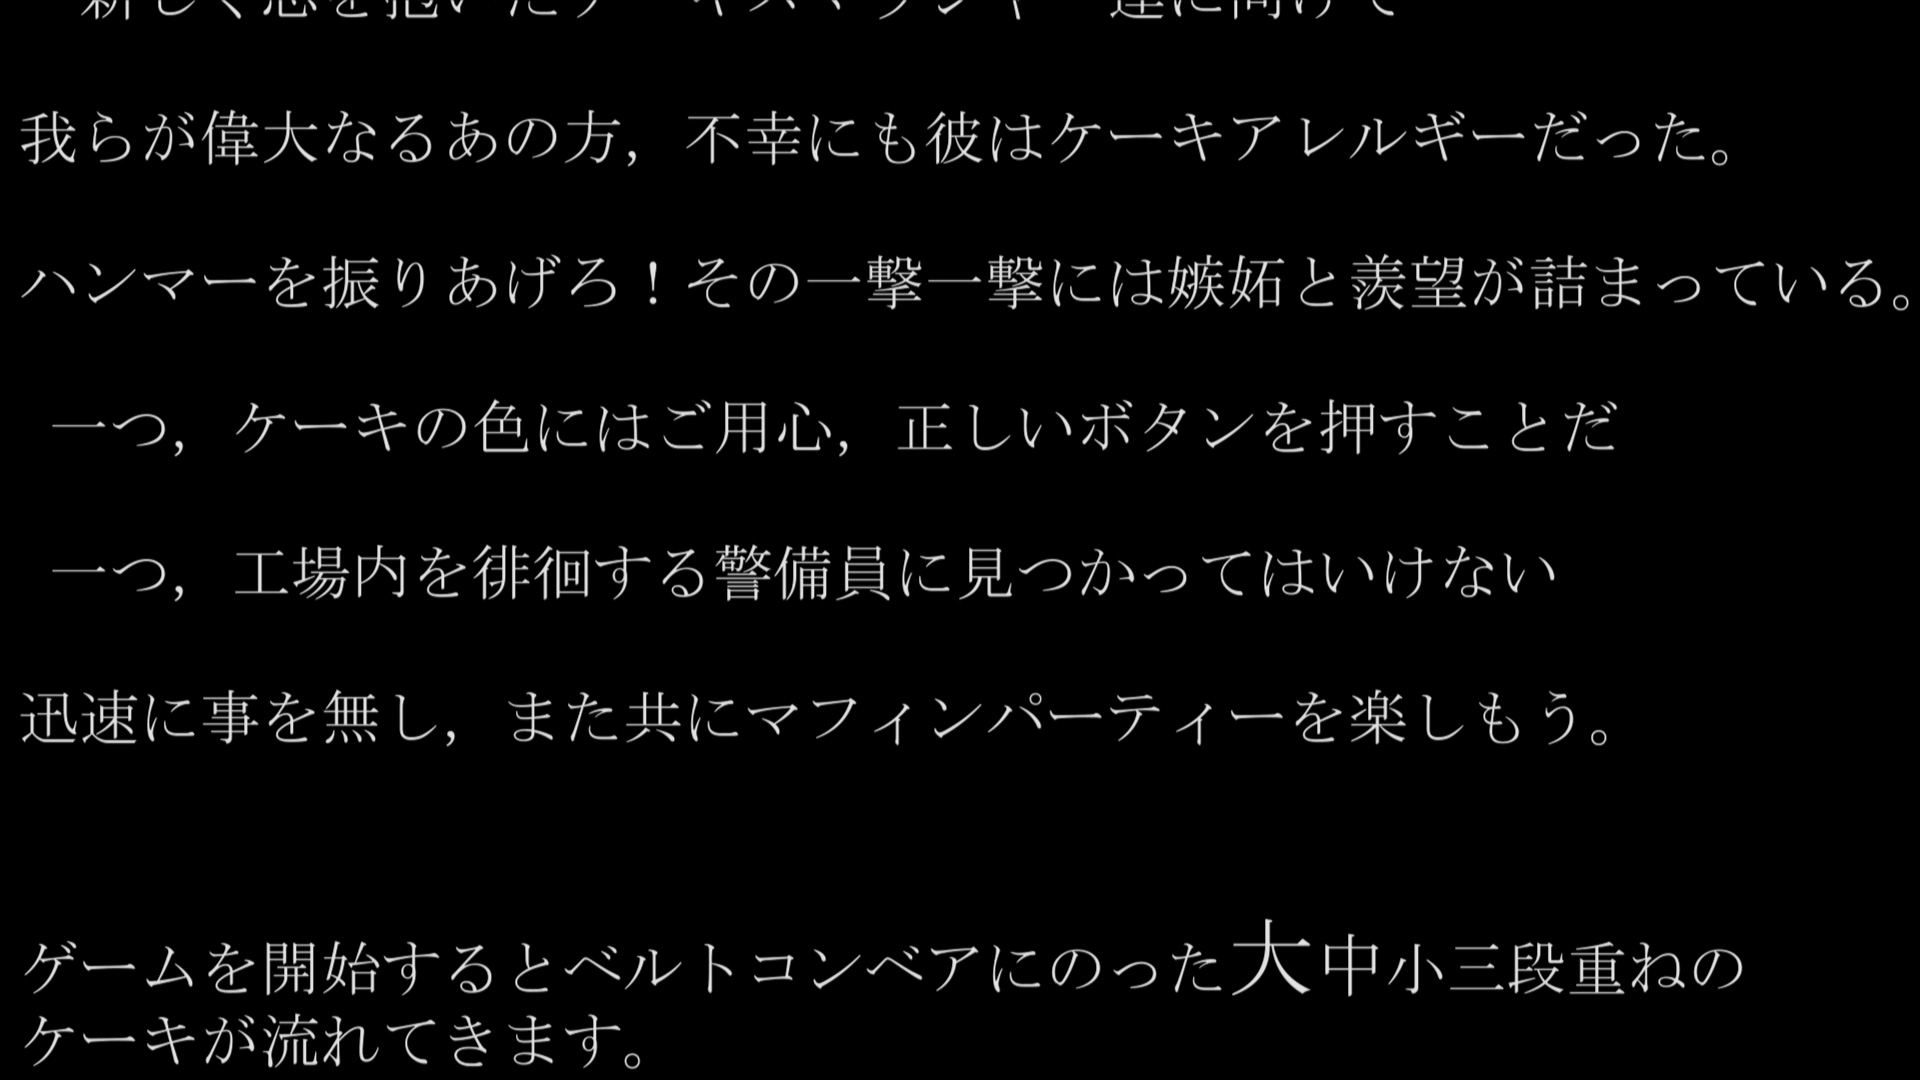 我らが偉大なるあの方，不幸にも彼はケーキアレルギーだった。
ハンマーを振りあげろ！その一撃一撃には嫉妬と羨望が詰まっている。
一つ，ケーキの色にはご用心，正しいボタンを押すことだ
一つ，工場内を徘徊する警備員に見つかってはいけない
迅速に事を無し，また共にマフィンパーティーを楽しもう。
ゲームを開始するとベルトコンベアにのった大中小三段重ねの
ケーキが流れてきます。